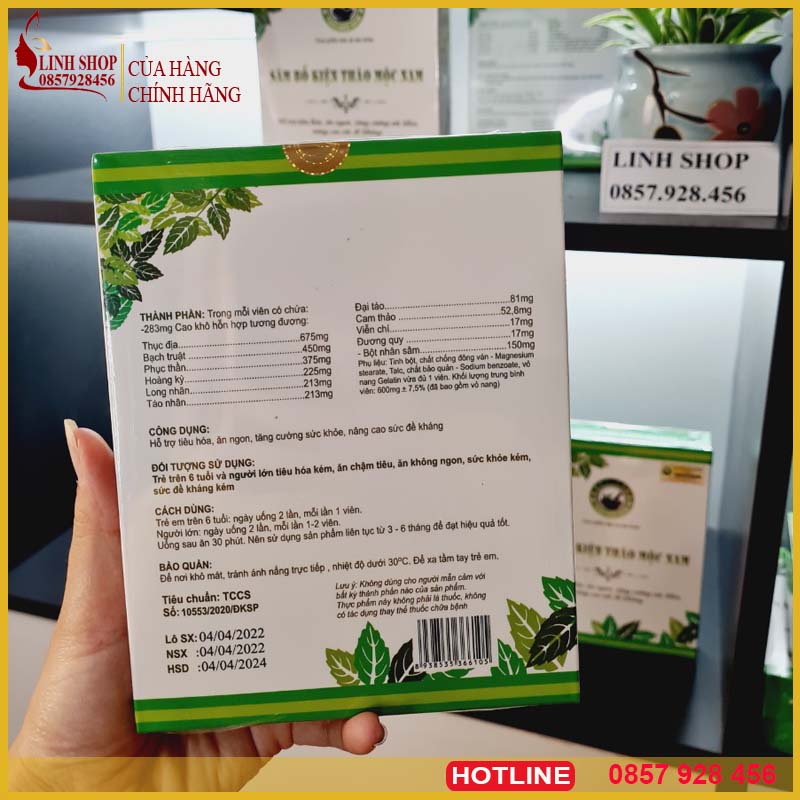 LINH SHOP
0857928456
CỬA HÀNG
CHÍNH HÃNG
SÂM BỔ KIỆN THẢO MỘC NAM
LINH SHOP
0857.928.456
THÀNH PHẦN: Trong mỗi viên có chứa:
-283mg Cao khô hỗn hợp tương đương:
Thục địa...675mg
Bạch truật...450mg
Phục thần...375mg
Hoàng kỳ...225mg
Long nhãn...213mg
Táo nhân...213mg
Đại táo...81mg
Cam thảo...52,8mg
Viễn chí...17mg
Đương quy...17mg
- Bột nhân sâm...150mg
Phụ liệu: Tinh bột, chất chống đông vón - Magnesium
stearate, Talc, chất bảo quản - Sodium benzoate, vỏ
nang Gelatin vừa đủ 1 viên. Khối lượng trung bình
viên: 600mg ± 7,5% (đã bao gồm vỏ nang)
CÔNG DỤNG:
Hỗ trợ tiêu hóa, ăn ngon, tăng cường sức khỏe, nâng cao sức đề kháng
ĐỐI TƯỢNG SỬ DỤNG:
Trẻ trên 6 tuổi và người lớn tiêu hóa kém, ăn chậm tiêu, ăn không ngon, sức khỏe kém,
sức đề kháng kém
CÁCH DÙNG:
Trẻ em trên 6 tuổi: ngày uống 2 lần, mỗi lần 1 viên.
Người lớn: ngày uống 2 lần, mỗi lần 1-2 viên.
Uống sau ăn 30 phút. Nên sử dụng sản phẩm liên tục từ 3 - 6 tháng để đạt hiệu quả tốt.
BẢO QUẢN:
Để nơi khô mát, tránh ánh nắng trực tiếp , nhiệt độ dưới 30ºC. Để xa tầm tay trẻ em.
Tiêu chuẩn: TCCS
Số: 10553/2020/ĐKSP
Lưu ý: Không dùng cho người mẫn cảm với
bất kỳ thành phần nào của sản phẩm.
Thực phẩm này không phải là thuốc, không
có tác dụng thay thế thuốc chữa bệnh
Lô SX: 04/04/2022
NSX :04/04/2022
HSD :04/04/2024
8938535366105
KIỆN THẢO MỘC NAM
HOTLINE 0857 928 456